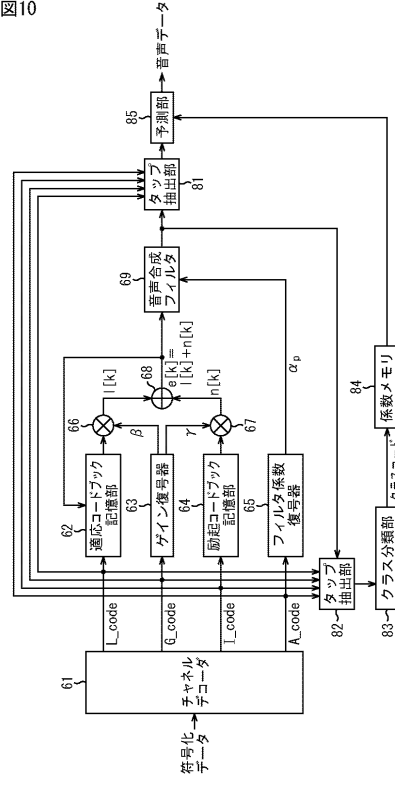 図10
符号化
データ
61
チャネル
デコーダ
L_code
G_code
I_code
A_code
62
適応コードブック
記憶部
63
ゲイン復号器
64
励起コードブック
記憶部
65
フィルタ係数
復号器
66
l[k]
β
γ
67
n[k]
68
e[k]=
l[k]+n[k]
αp
69
音声合成
フィルタ
タップ
抽出部
81
85
予測部
音声データ
タップ
抽出部
82
クラス分類部
83
係数メモリ
84